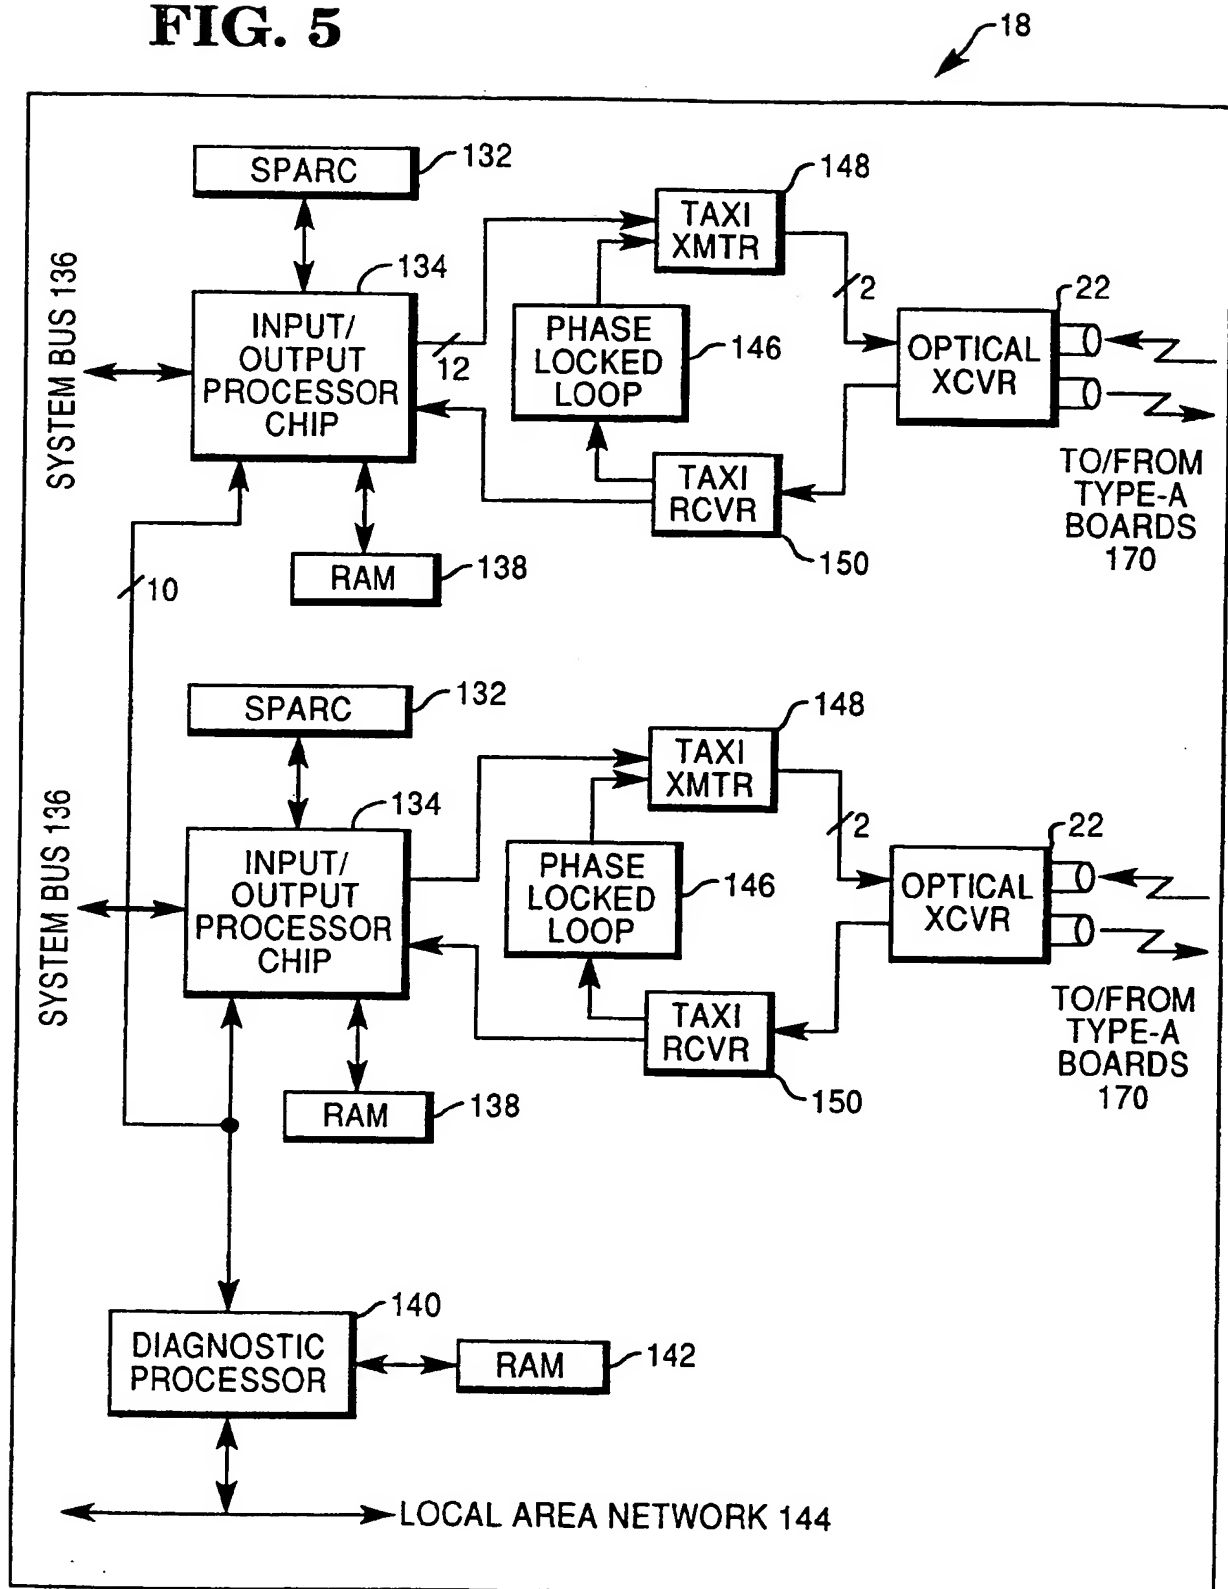 FIG. 5
18
SPARC
132
148
TAXI
XMTR
134
SYSTEM BUS 136
INPUT/
OUTPUT
PROCESSOR
CHIP
12
PHASE
LOCKED
LOOP
146
2
22
OPTICAL
XCVR
TAXI
RCVR
150
TO/FROM
TYPE-A
BOARDS
170
RAM
138
10
SPARC
132
148
TAXI
XMTR
134
SYSTEM BUS 136
INPUT/
OUTPUT
PROCESSOR
CHIP
PHASE
LOCKED
LOOP
146
2
22
OPTICAL
XCVR
TAXI
RCVR
150
TO/FROM
TYPE-A
BOARDS
170
RAM
138
140
DIAGNOSTIC
PROCESSOR
RAM
142
LOCAL AREA NETWORK 144